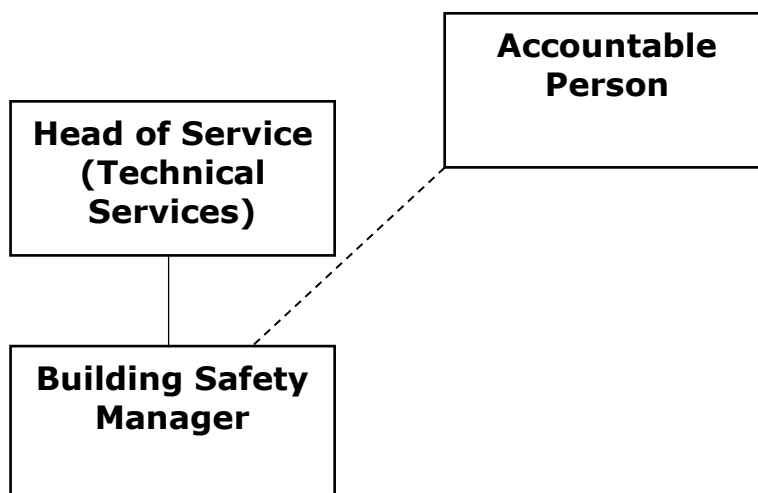 Accountable
Person
Head of Service
(Technical
Services)
Building Safety
Manager